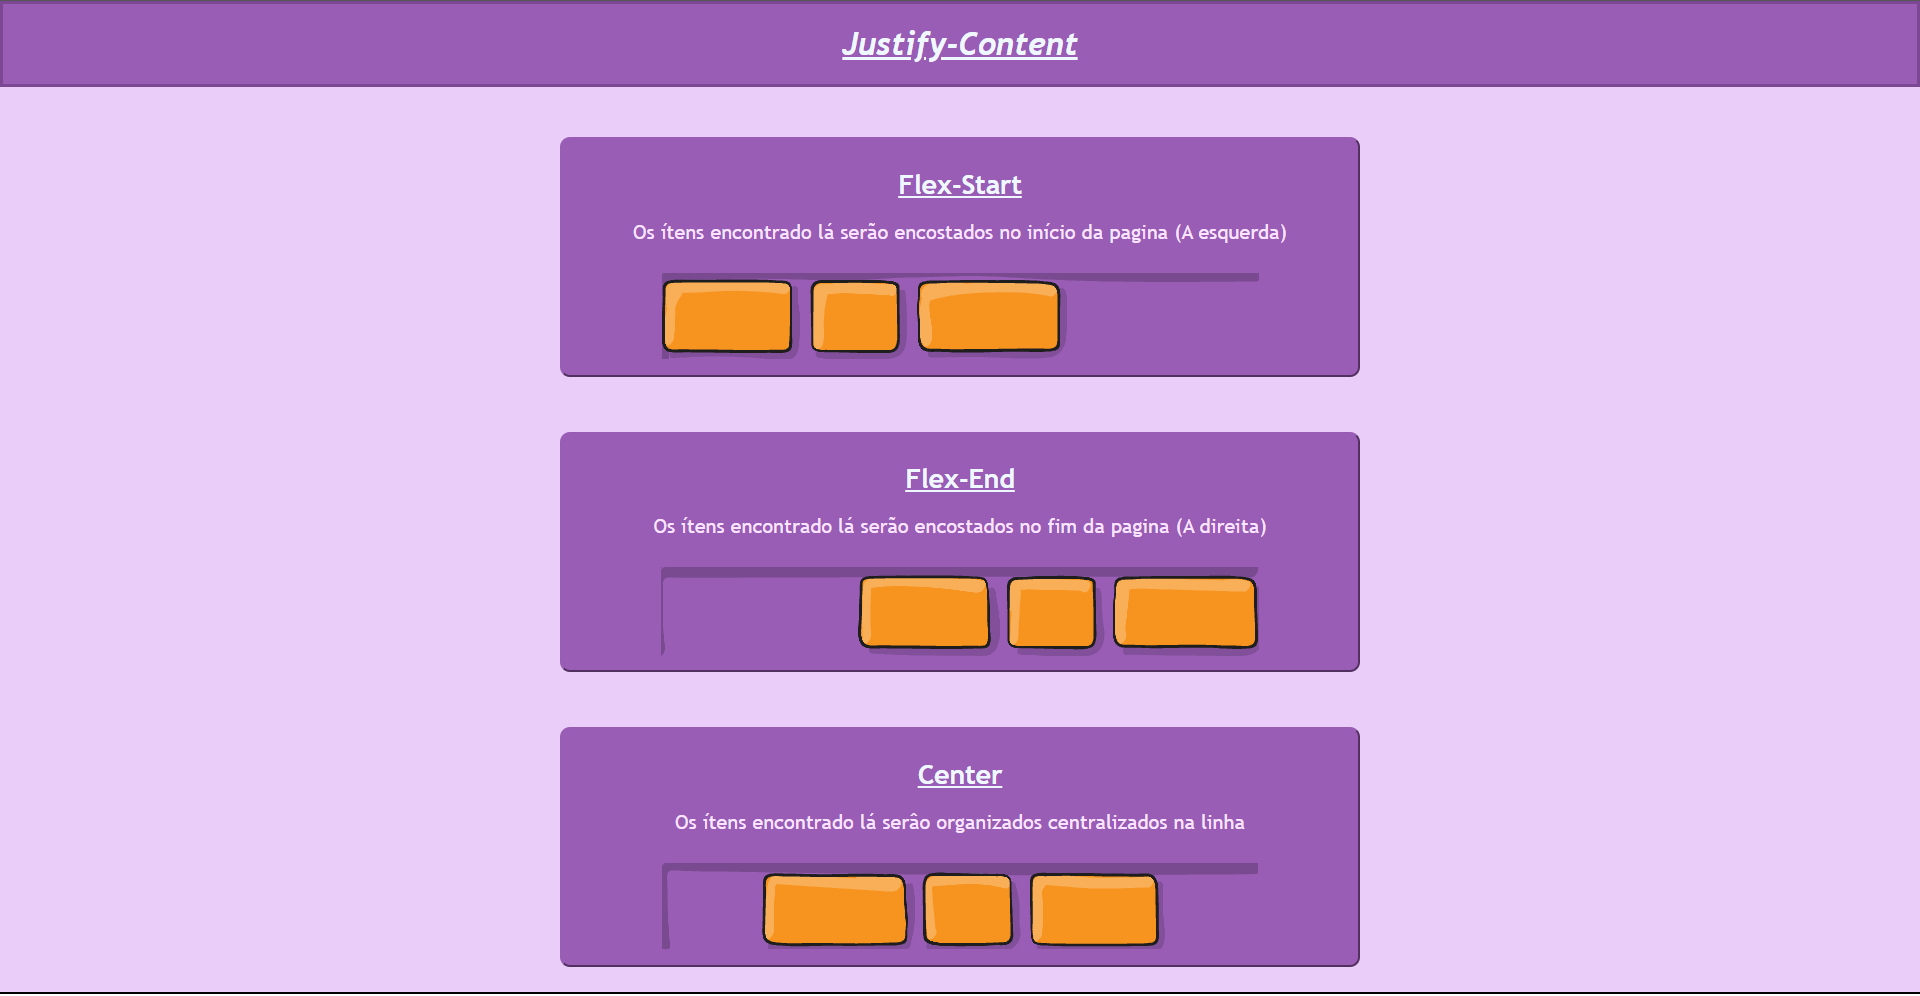 Justify-Content
Flex-Start
Os ítens encontrado lá serão encostados no início da pagina (A esquerda)
Flex-End
Os ítens encontrado lá serão encostados no fim da pagina (A direita)
Center
Os ítens encontrado lá serâo organizados centralizados na linha